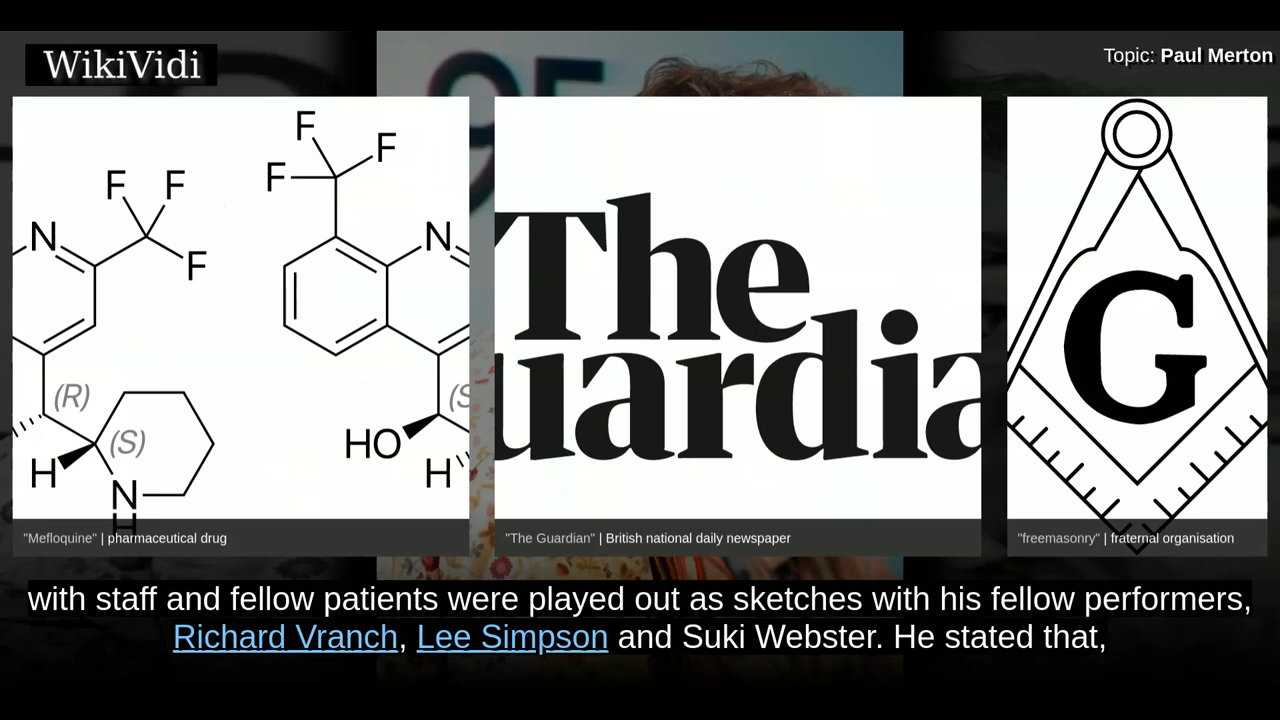 WikiVidi
Topic: Paul Merton
95
F
F
F
F
F
F
N
N
(R)
(S)
(S
HO
H
H
N
H
The
uardia
G
"Mefloquine" | pharmaceutical drug
"The Guardian" | British national daily newspaper
"freemasonry" | fraternal organisation
with staff and fellow patients were played out as sketches with his fellow performers,
Richard Vranch, Lee Simpson and Suki Webster. He stated that,